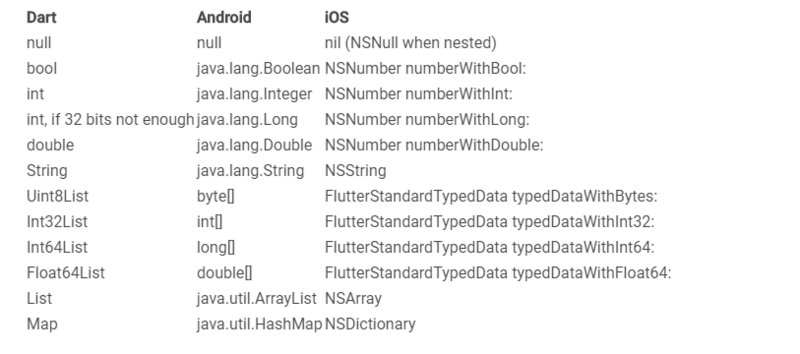 Dart Android iOS
null null nil (NSNull when nested)
bool java.lang.Boolean NSNumber numberWithBool:
int java.lang.Integer NSNumber numberWithInt:
int, if 32 bits not enough java.lang.Long NSNumber numberWithLong:
double java.lang.Double NSNumber numberWithDouble:
String java.lang.String NSString
Uint8List byte[] FlutterStandardTypedData typedDataWithBytes:
Int32List int[] FlutterStandardTypedData typedDataWithInt32:
Int64List long[] FlutterStandardTypedData typedDataWithInt64:
Float64List double[] FlutterStandardTypedData typedDataWithFloat64:
List java.util.ArrayList NSArray
Map java.util.HashMap NSDictionary